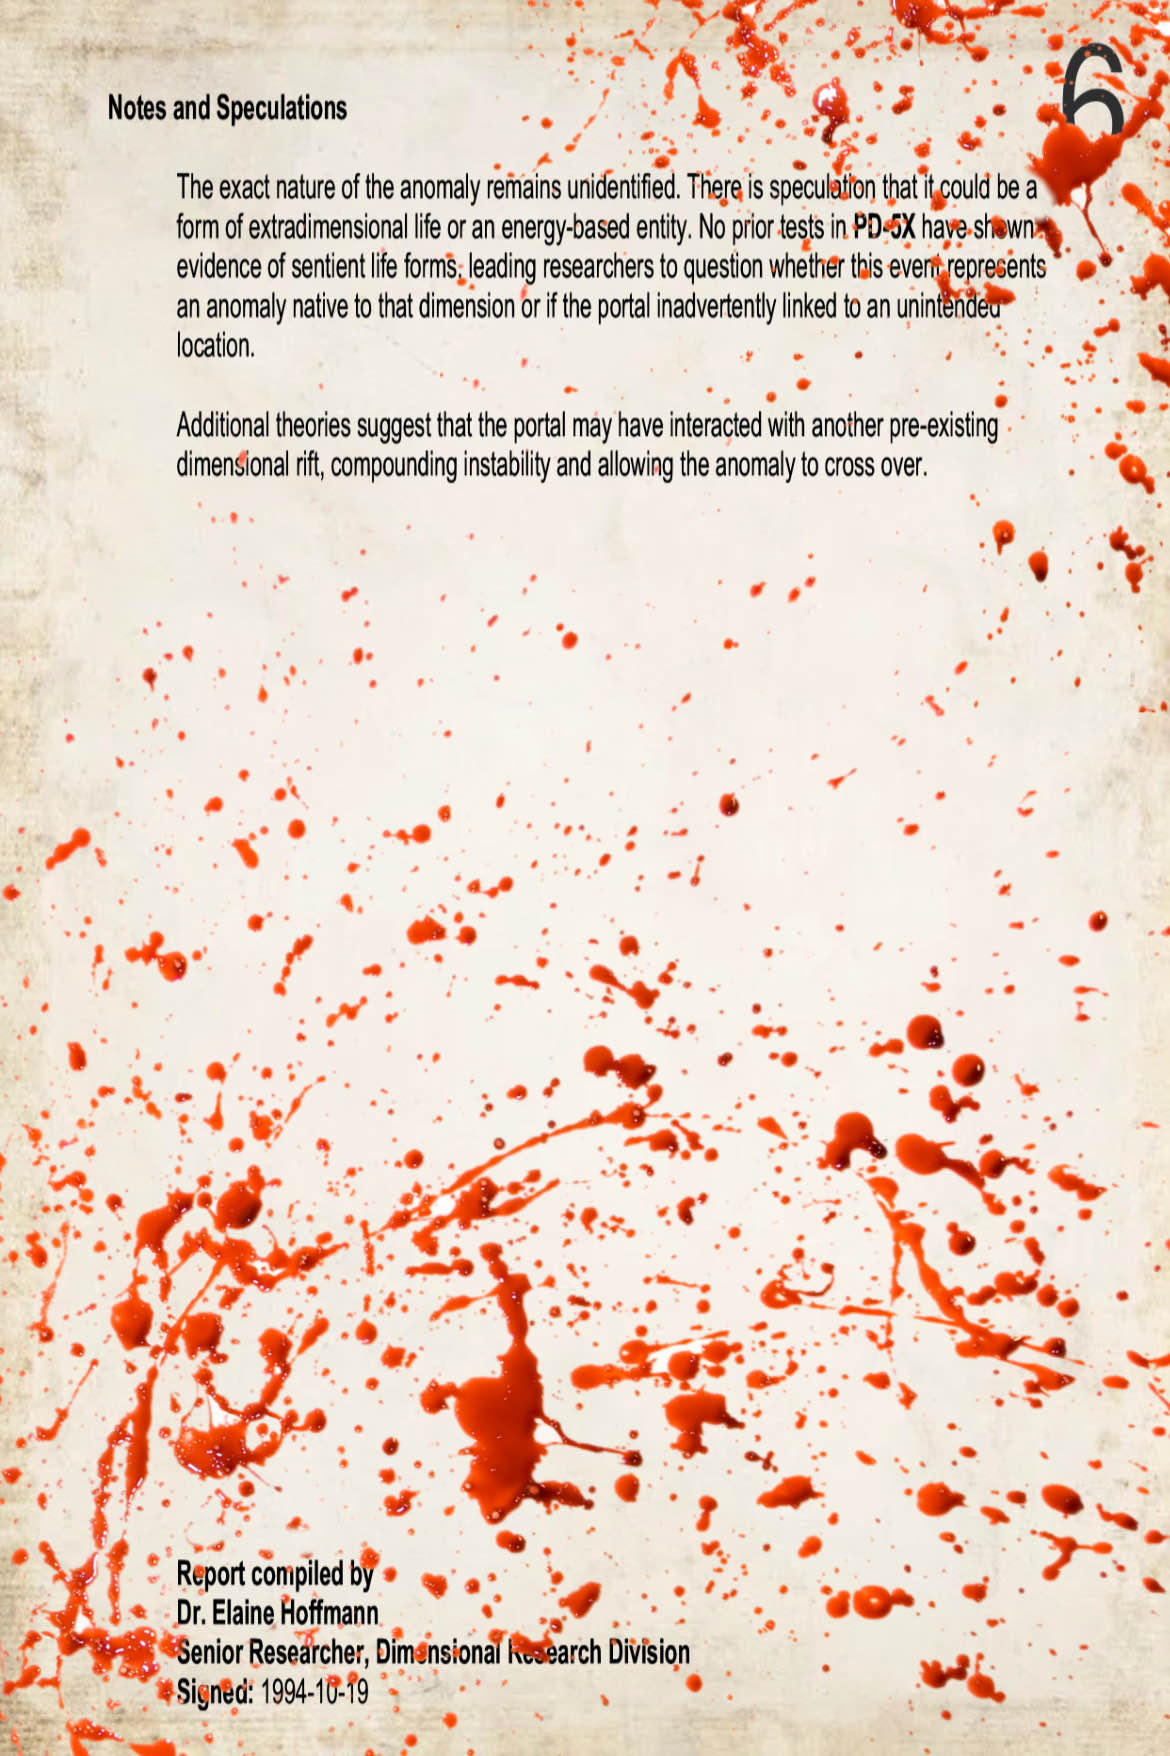 6
Notes and Speculations
The exact nature of the anomaly remains unidentified. There is speculation that it could be a
form of extradimensional life or an energy-based entity. No prior tests in PD-5X have shown
evidence of sentient life forms, leading researchers to question whether this event represents
an anomaly native to that dimension or if the portal inadvertently linked to an unintended
location.
Additional theories suggest that the portal may have interacted with another pre-existing
dimensional rift, compounding instability and allowing the anomaly to cross over.
Report compiled by
Dr. Elaine Hoffmann
Senior Researcher, Dimensional Research Division
Signed: 1994-10-19